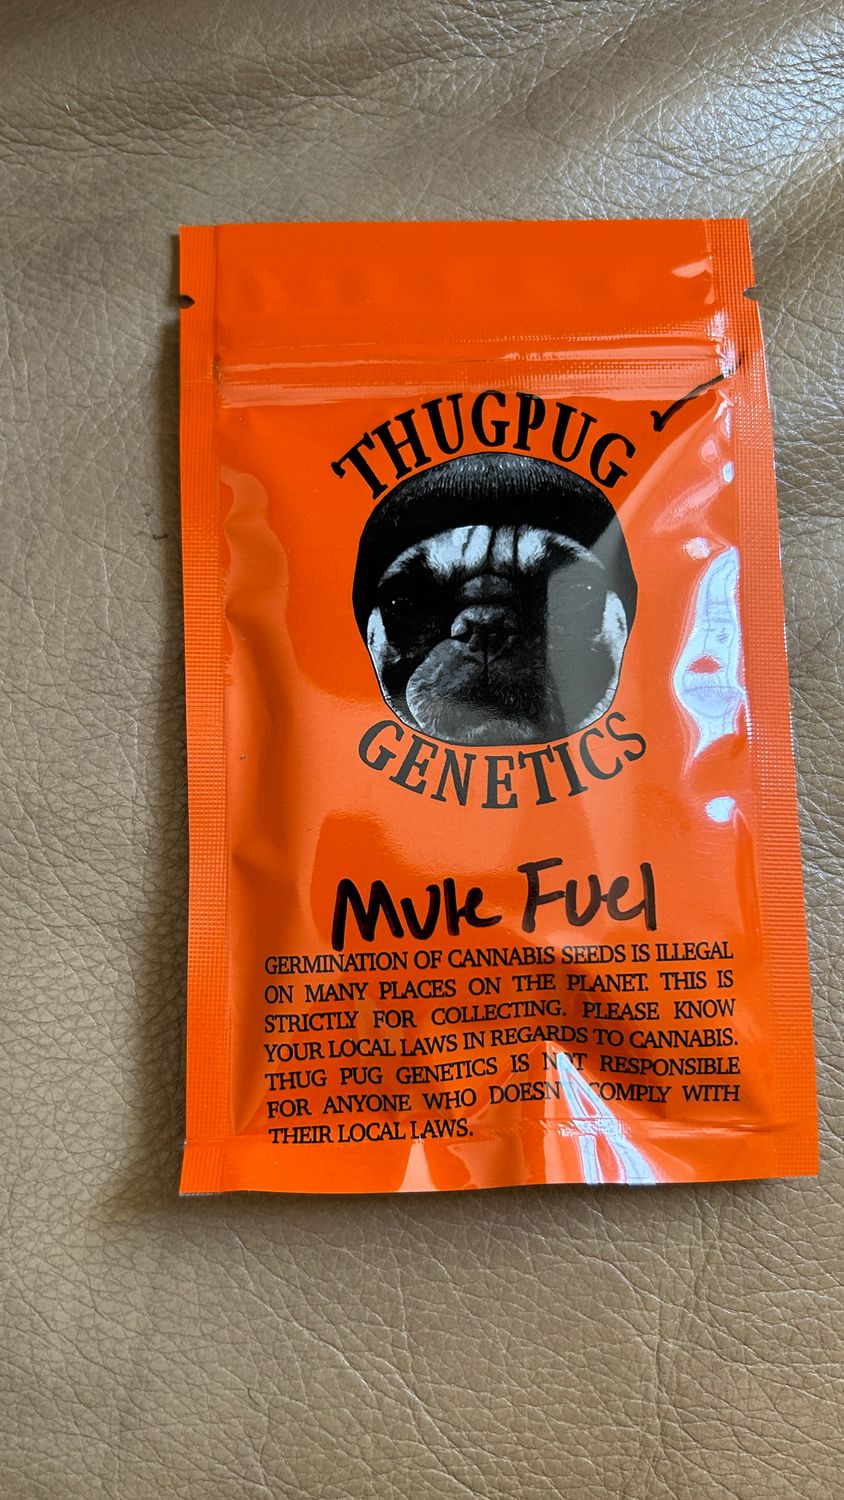 THUGPUG
GENETICS
Mule Fuel
GERMINATION OF CANNABIS SEEDS IS ILLEGAL
ON MANY PLACES ON THE PLANET. THIS IS
STRICTLY FOR COLLECTING. PLEASE KNOW
YOUR LOCAL LAWS IN REGARDS TO CANNABIS.
THUG PUG GENETICS IS NOT RESPONSIBLE
FOR ANYONE WHO DOESN'T COMPLY WITH
THEIR LOCAL LAWS.